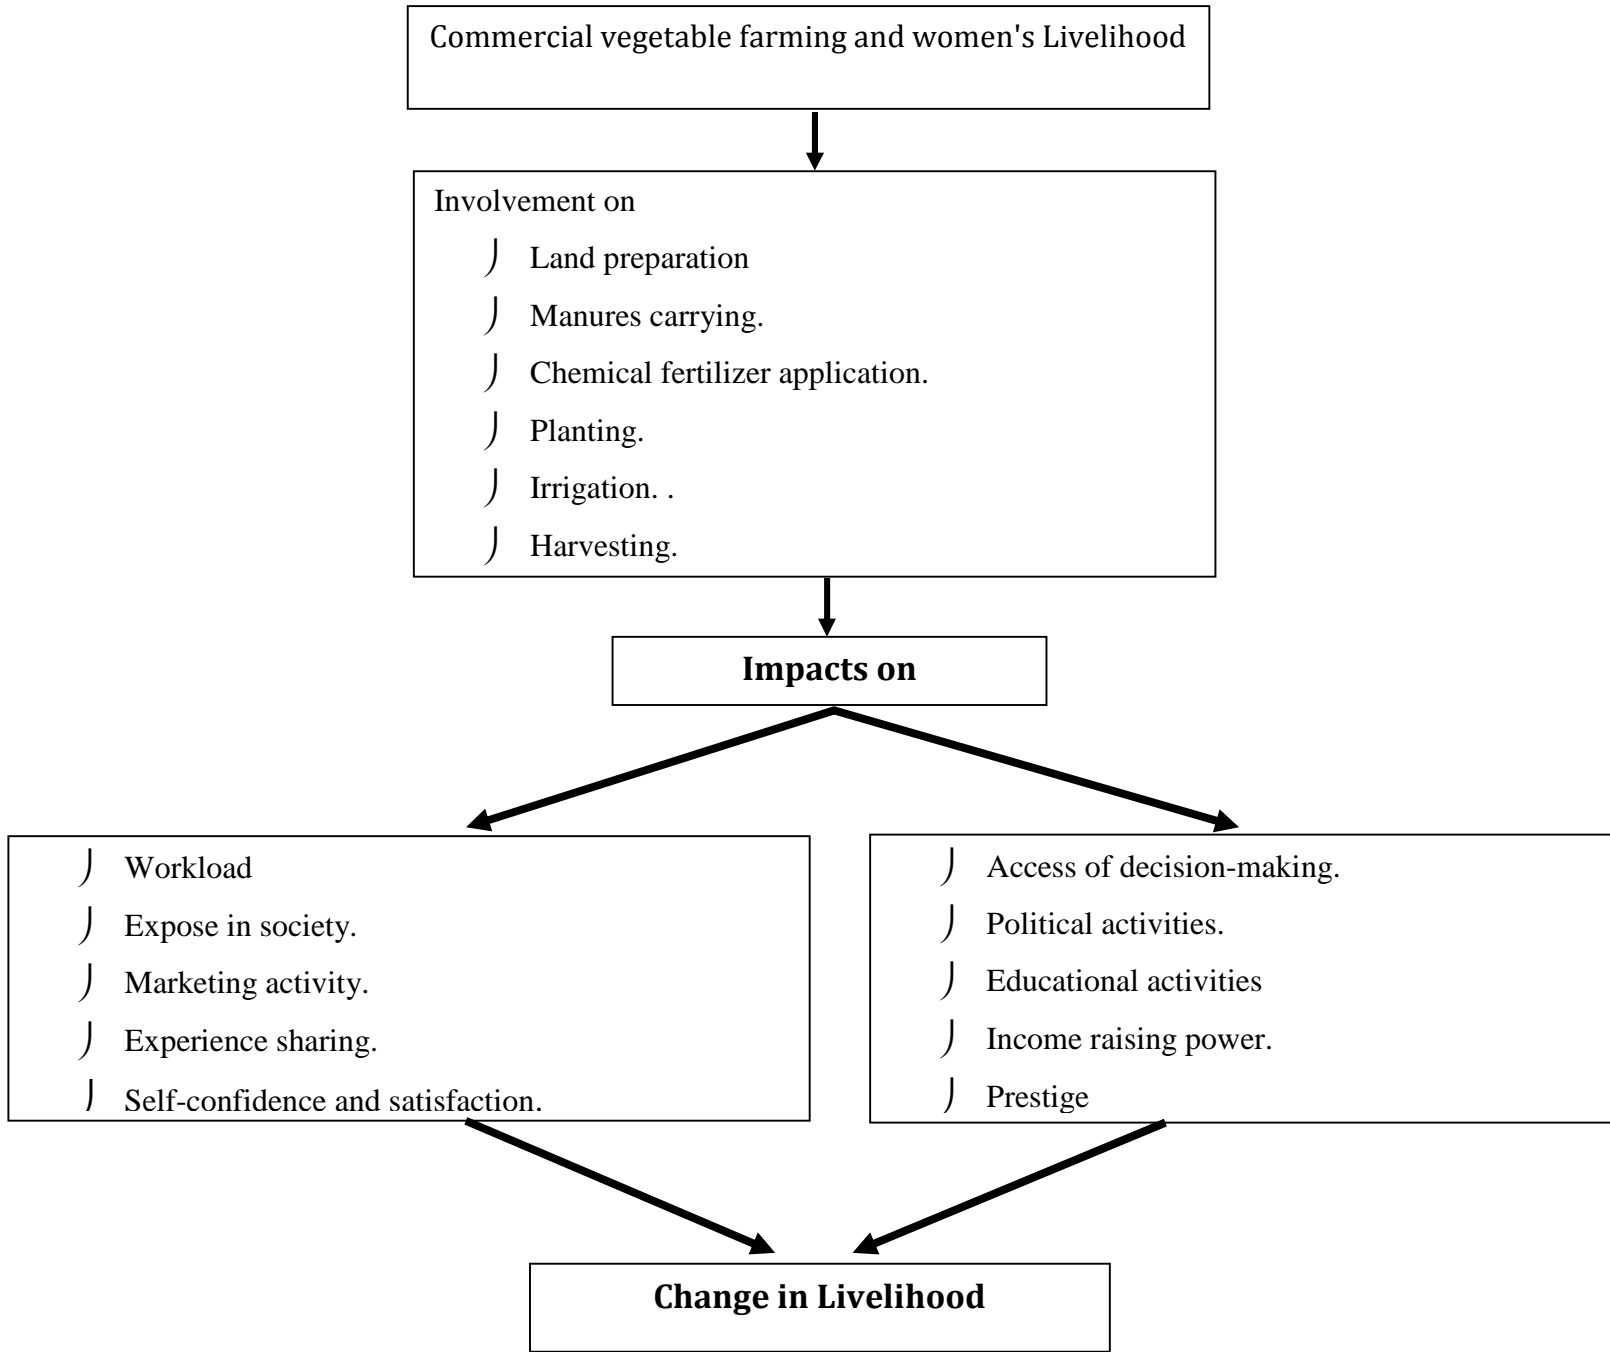 Commercial vegetable farming and women's Livelihood
Involvement on
Land preparation
Manures carrying.
Chemical fertilizer application.
Planting.
Irrigation. .
Harvesting.
Impacts on
Workload
Expose in society.
Marketing activity.
Experience sharing.
Self-confidence and satisfaction.
Access of decision-making.
Political activities.
Educational activities
Income raising power.
Prestige
Change in Livelihood